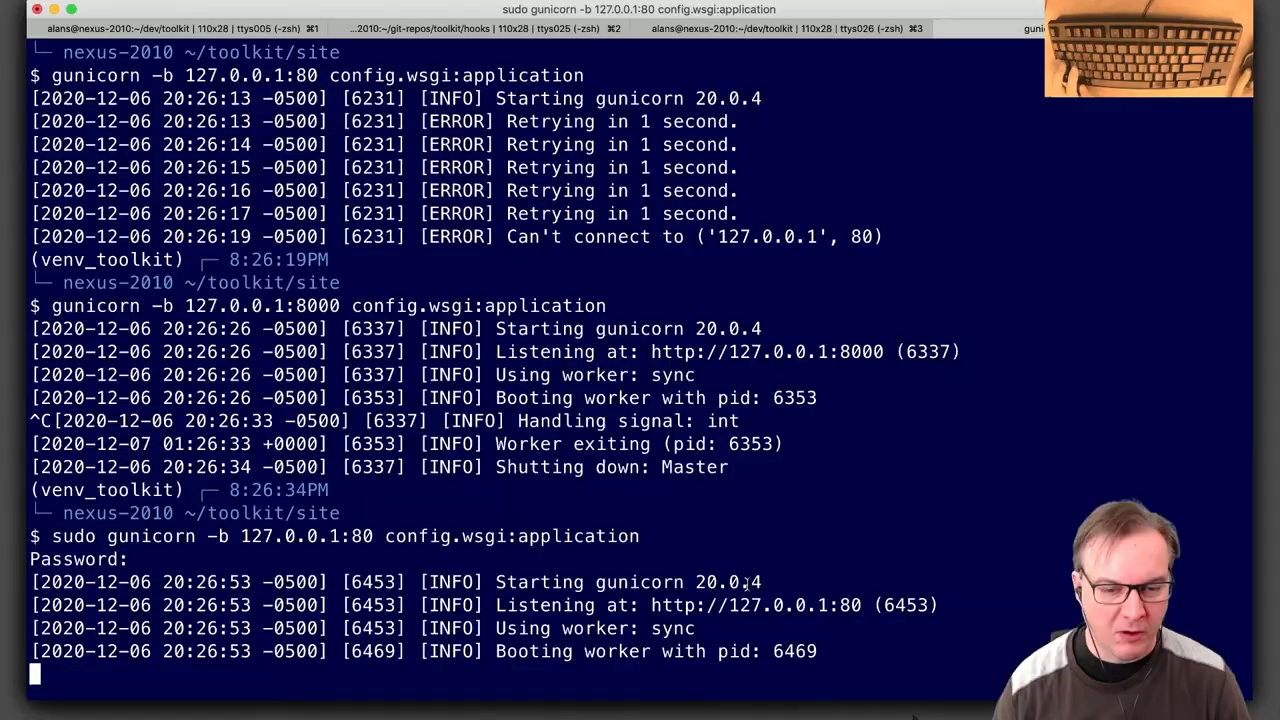 sudo gunicorn -b 127.0.0.1:80 config.wsgi:application
alans@nexus-2010:~/dev/toolkit | 110x28 | ttys005 (-zsh) ⌘1
...2010:~/git-repos/toolkit/hooks | 110x28 | ttys025 (-zsh) ⌘2
alans@nexus-2010:~/dev/toolkit | 110x28 | ttys026 (-zsh) ⌘3
└─ nexus-2010 ~/toolkit/site
$ gunicorn -b 127.0.0.1:80 config.wsgi:application
[2020-12-06 20:26:13 -0500] [6231] [INFO] Starting gunicorn 20.0.4
[2020-12-06 20:26:13 -0500] [6231] [ERROR] Retrying in 1 second.
[2020-12-06 20:26:14 -0500] [6231] [ERROR] Retrying in 1 second.
[2020-12-06 20:26:15 -0500] [6231] [ERROR] Retrying in 1 second.
[2020-12-06 20:26:16 -0500] [6231] [ERROR] Retrying in 1 second.
[2020-12-06 20:26:17 -0500] [6231] [ERROR] Retrying in 1 second.
[2020-12-06 20:26:19 -0500] [6231] [ERROR] Can't connect to ('127.0.0.1', 80)
(venv_toolkit) ┌─ 8:26:19PM
└─ nexus-2010 ~/toolkit/site
$ gunicorn -b 127.0.0.1:8000 config.wsgi:application
[2020-12-06 20:26:26 -0500] [6337] [INFO] Starting gunicorn 20.0.4
[2020-12-06 20:26:26 -0500] [6337] [INFO] Listening at: http://127.0.0.1:8000 (6337)
[2020-12-06 20:26:26 -0500] [6337] [INFO] Using worker: sync
[2020-12-06 20:26:26 -0500] [6353] [INFO] Booting worker with pid: 6353
^C[2020-12-06 20:26:33 -0500] [6337] [INFO] Handling signal: int
[2020-12-07 01:26:33 +0000] [6353] [INFO] Worker exiting (pid: 6353)
[2020-12-06 20:26:34 -0500] [6337] [INFO] Shutting down: Master
(venv_toolkit) ┌─ 8:26:34PM
└─ nexus-2010 ~/toolkit/site
$ sudo gunicorn -b 127.0.0.1:80 config.wsgi:application
Password:
[2020-12-06 20:26:53 -0500] [6453] [INFO] Starting gunicorn 20.0.4
[2020-12-06 20:26:53 -0500] [6453] [INFO] Listening at: http://127.0.0.1:80 (6453)
[2020-12-06 20:26:53 -0500] [6453] [INFO] Using worker: sync
[2020-12-06 20:26:53 -0500] [6469] [INFO] Booting worker with pid: 6469